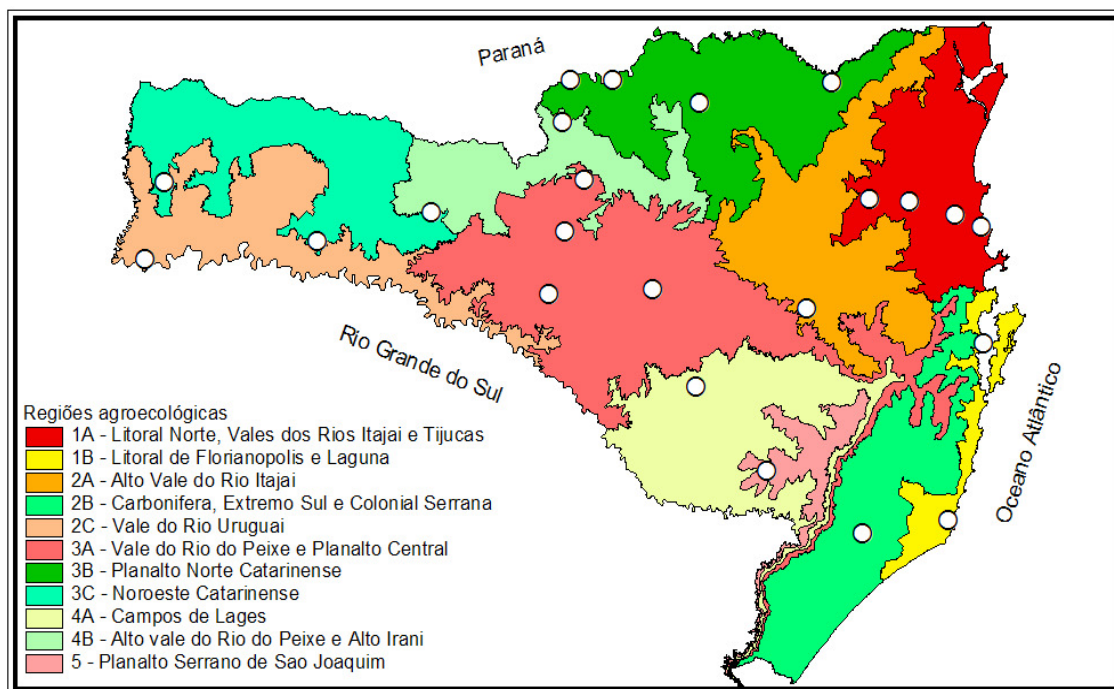 Paraná
Rio Grande do Sul
Oceano Atlântico
Regiões agroecológicas
1A - Litoral Norte, Vales dos Rios Itajai e Tijucas
1B - Litoral de Florianopolis e Laguna
2A - Alto Vale do Rio Itajai
2B - Carbonifera, Extremo Sul e Colonial Serrana
2C - Vale do Rio Uruguai
3A - Vale do Rio do Peixe e Planalto Central
3B - Planalto Norte Catarinense
3C - Noroeste Catarinense
4A - Campos de Lages
4B - Alto vale do Rio do Peixe e Alto Irani
5 - Planalto Serrano de Sao Joaquim